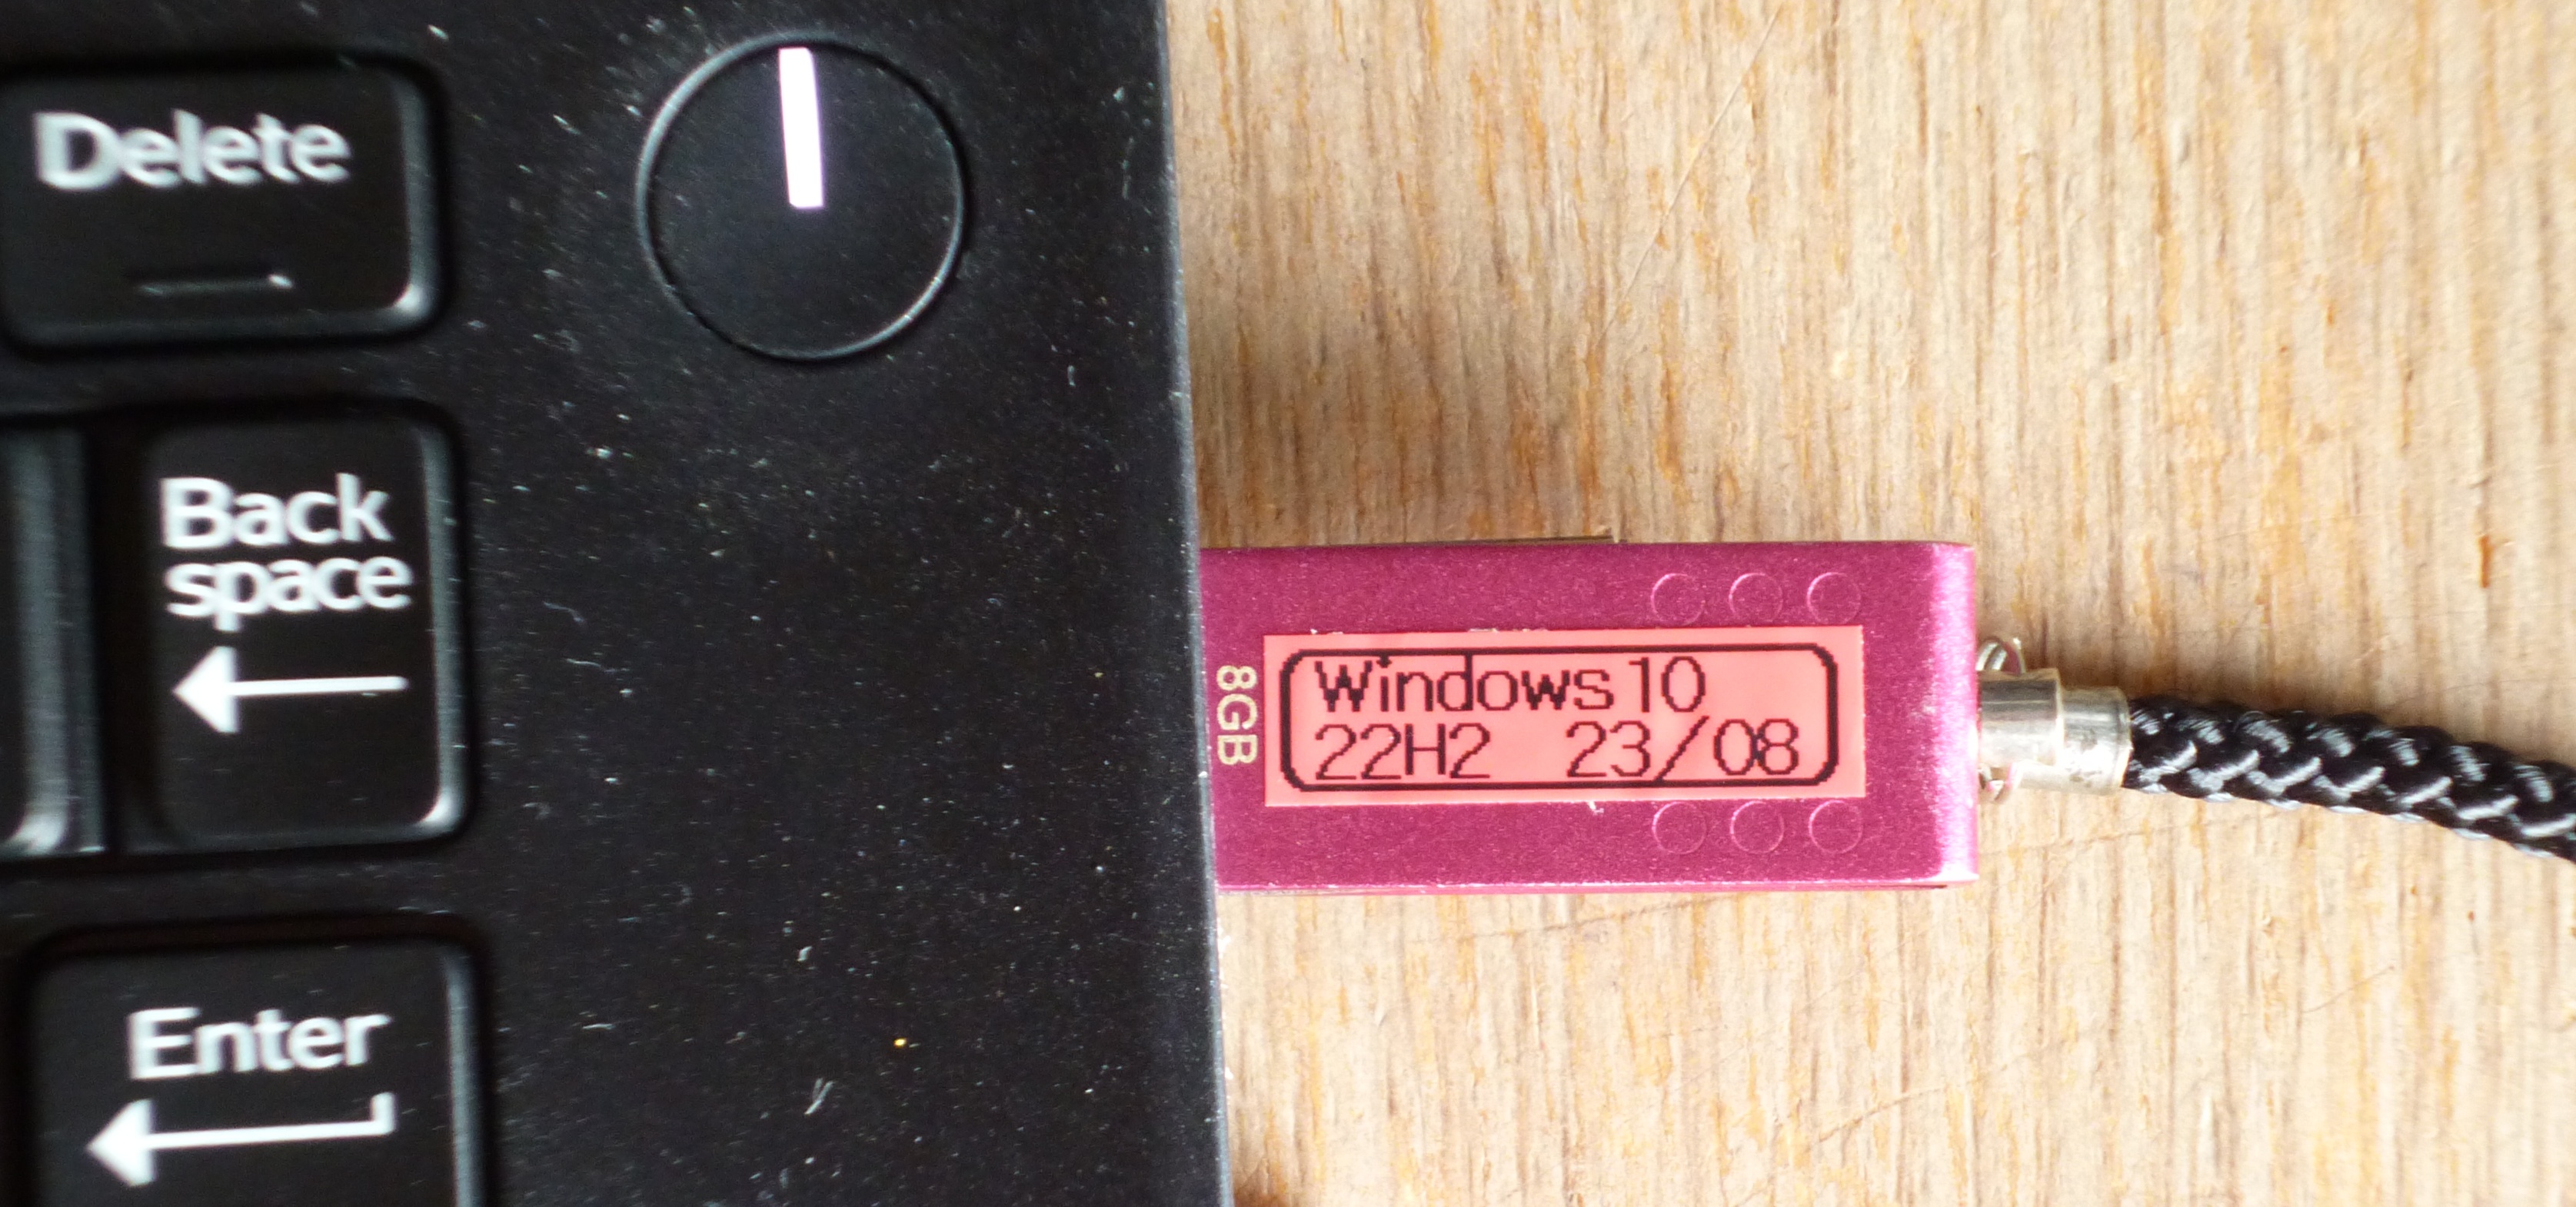 Delete
Back
space
Enter
8GB
Windows10
22H2 23/08